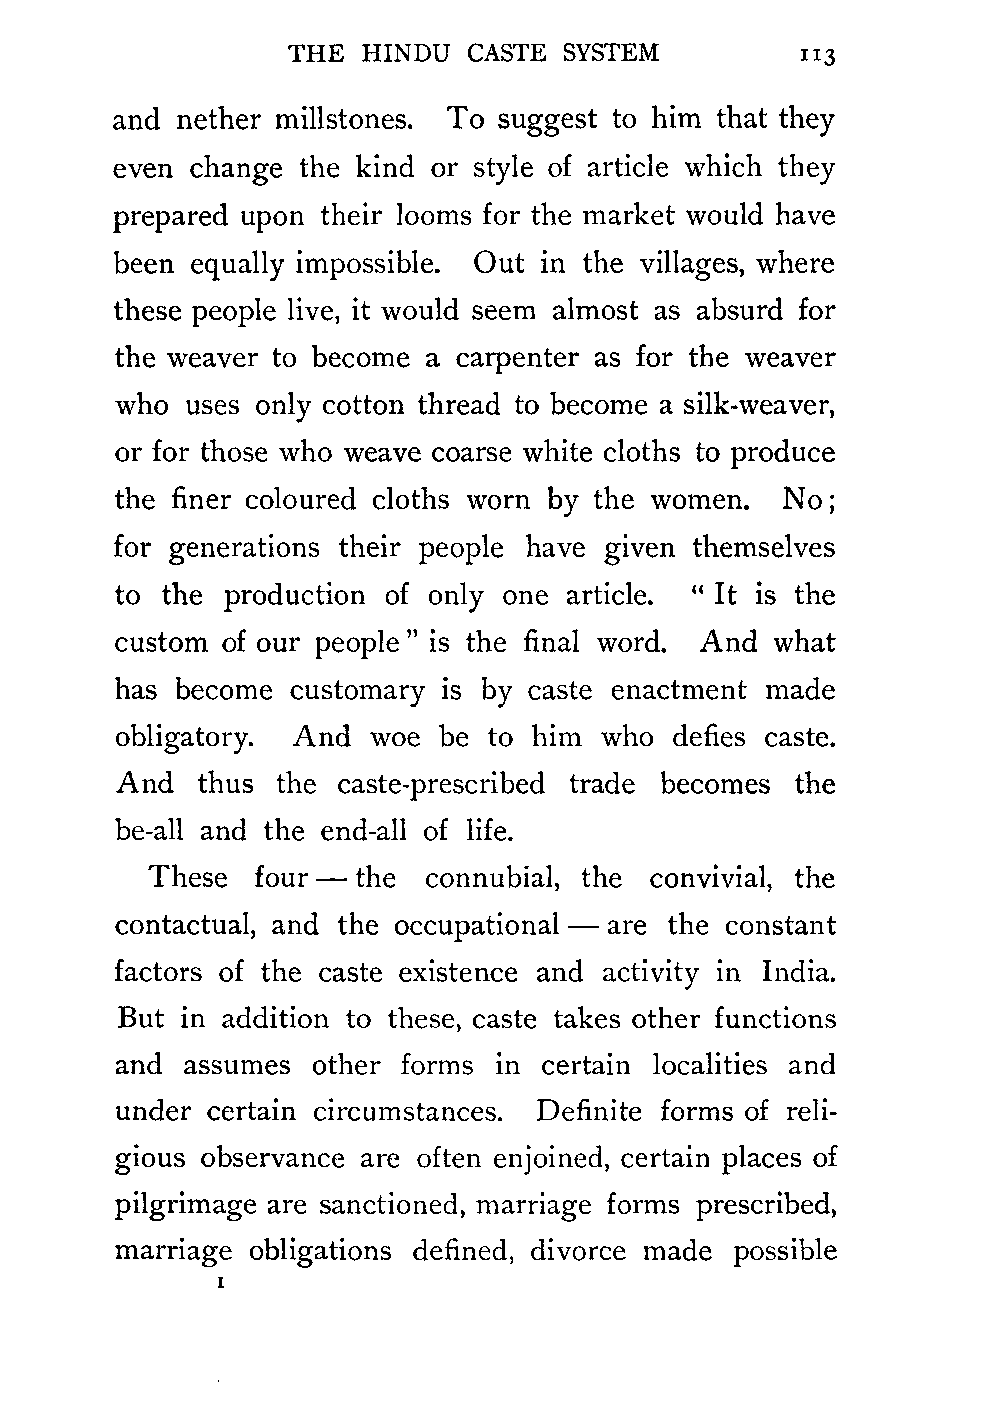 THE HINDU CASTE SYSTEM 113
and nether millstones. To suggest to him that they
even change the kind or style of article which they
prepared upon their looms for the market would have
been equally impossible. Out in the villages, where
these people live, it would seem almost as absurd for
the weaver to become a carpenter as for the weaver
who uses only cotton thread to become a silk-weaver,
or for those who weave coarse white cloths to produce
the finer coloured cloths worn by the women. No;
for generations their people have given themselves
to the production of only one article. “ It is the
custom of our people ” is the final word. And what
has become customary is by caste enactment made
obligatory. And woe be to him who defies caste.
And thus the caste-prescribed trade becomes the
be-all and the end-all of life.
These four — the connubial, the convivial, the
contactual, and the occupational — are the constant
factors of the caste existence and activity in India.
But in addition to these, caste takes other functions
and assumes other forms in certain localities and
under certain circumstances. Definite forms of reli-
gious observance are often enjoined, certain places of
pilgrimage are sanctioned, marriage forms prescribed,
marriage obligations defined, divorce made possible
I